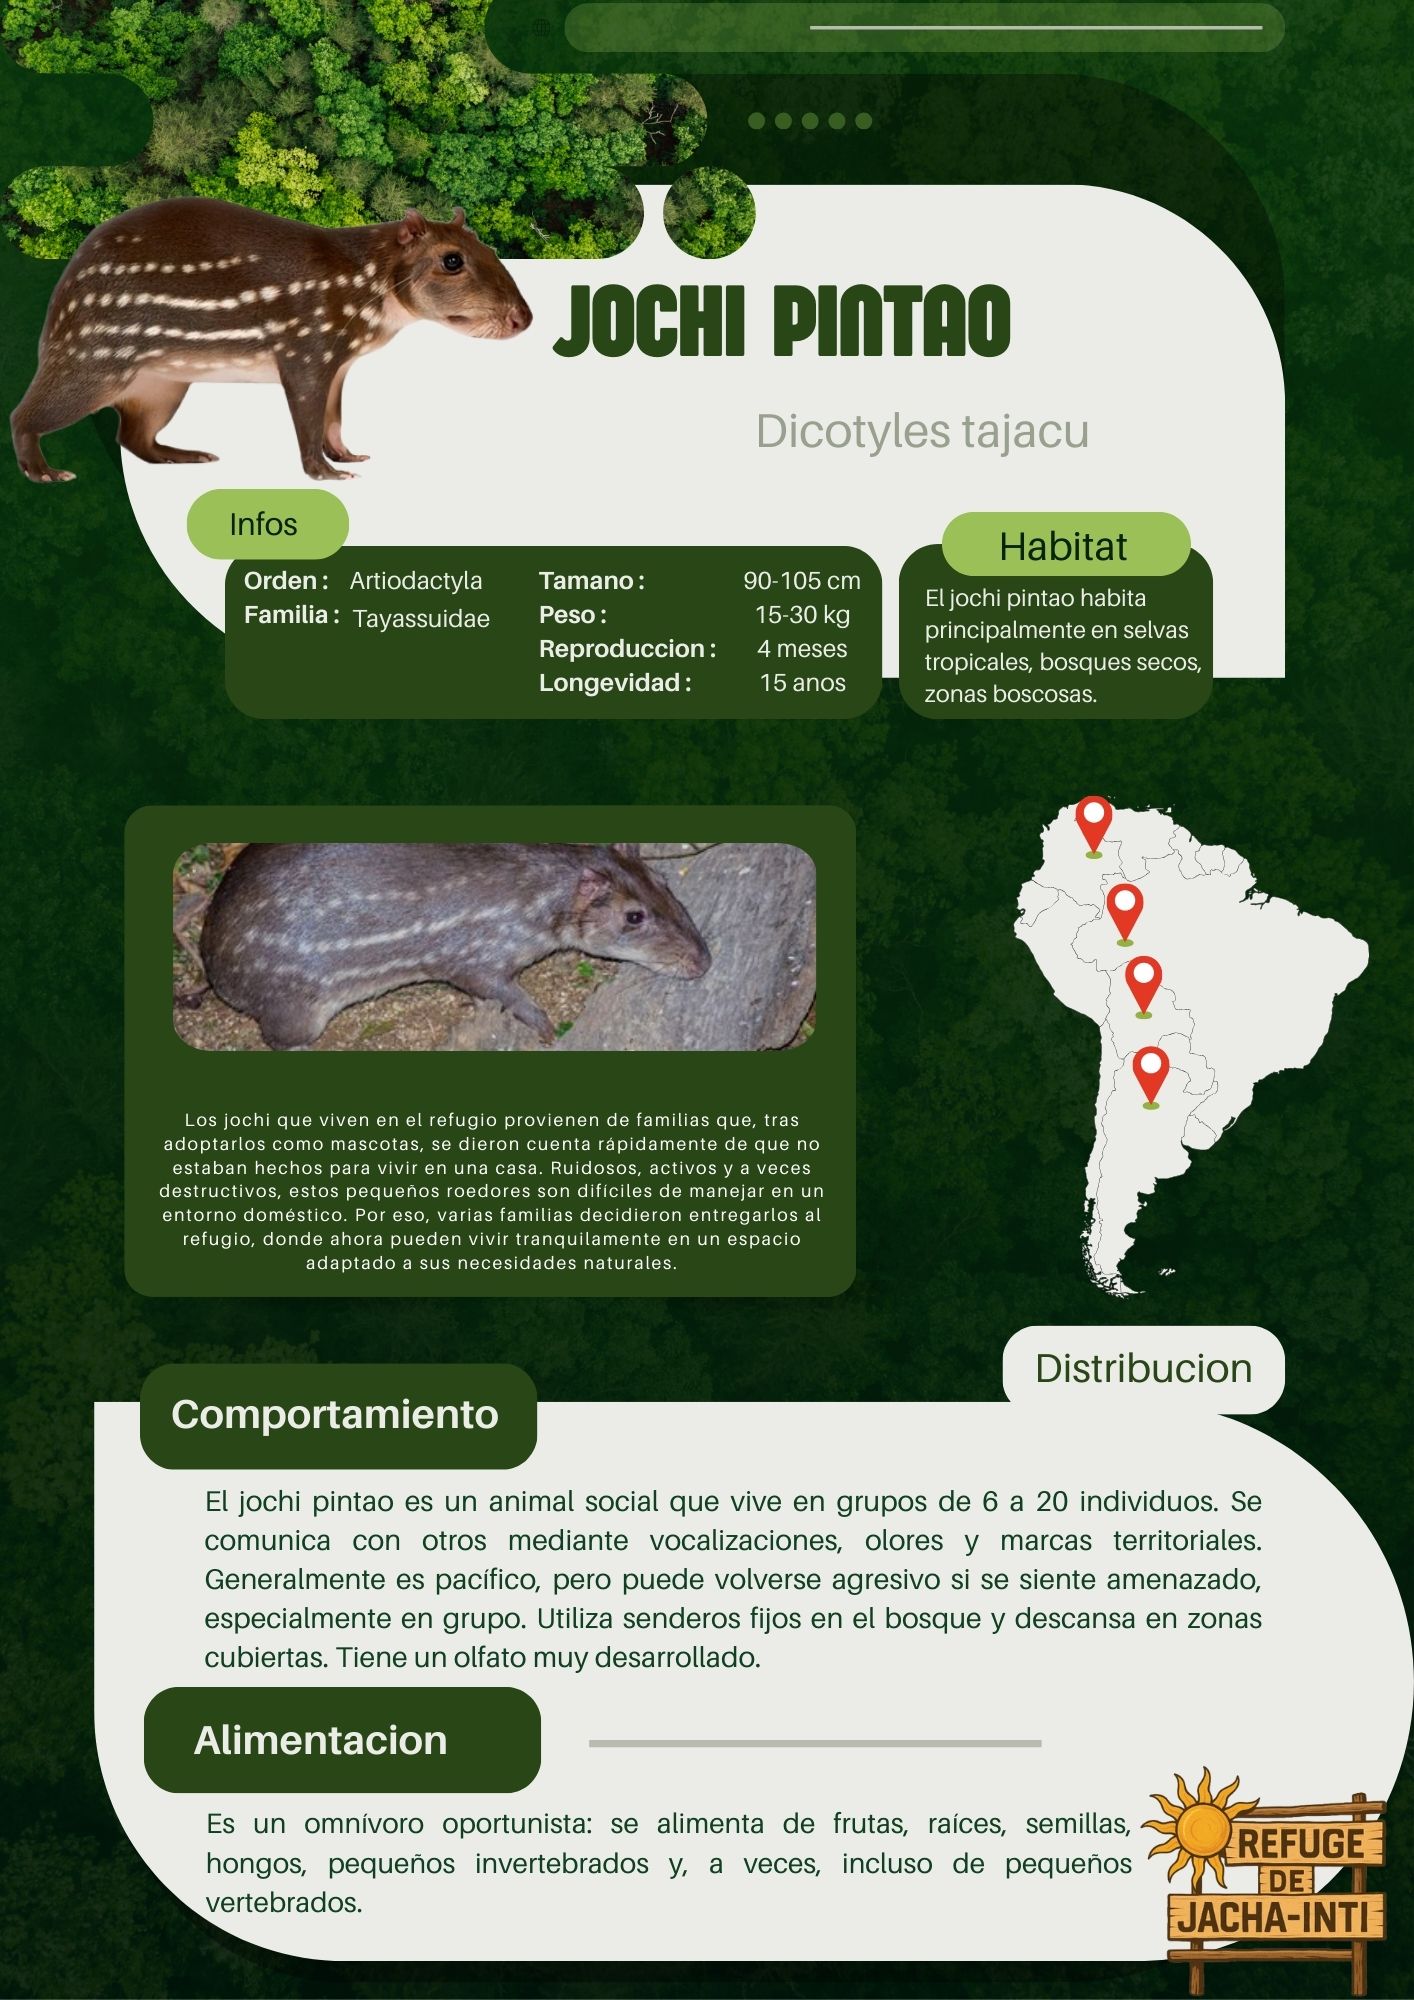 JOCHI PINTAO
Dicotyles tajacu
Infos
Orden : Artiodactyla
Familia : Tayassuidae
Tamano : 90-105 cm
Peso : 15-30 kg
Reproduccion : 4 meses
Longevidad : 15 anos
Habitat
El jochi pintao habita
principalmente en selvas
tropicales, bosques secos,
zonas boscosas.
Los jochi que viven en el refugio provienen de familias que, tras
adoptarlos como mascotas, se dieron cuenta rápidamente de que no
estaban hechos para vivir en una casa. Ruidosos, activos y a veces
destructivos, estos pequeños roedores son difíciles de manejar en un
entorno doméstico. Por eso, varias familias decidieron entregarlos al
refugio, donde ahora pueden vivir tranquilamente en un espacio
adaptado a sus necesidades naturales.
Distribucion
Comportamiento
El jochi pintao es un animal social que vive en grupos de 6 a 20 individuos. Se
comunica con otros mediante vocalizaciones, olores y marcas territoriales.
Generalmente es pacífico, pero puede volverse agresivo si se siente amenazado,
especialmente en grupo. Utiliza senderos fijos en el bosque y descansa en zonas
cubiertas. Tiene un olfato muy desarrollado.
Alimentacion
Es un omnívoro oportunista: se alimenta de frutas, raíces, semillas,
hongos, pequeños invertebrados y, a veces, incluso de pequeños
vertebrados.
REFUGE
DE
JACHA-INTI